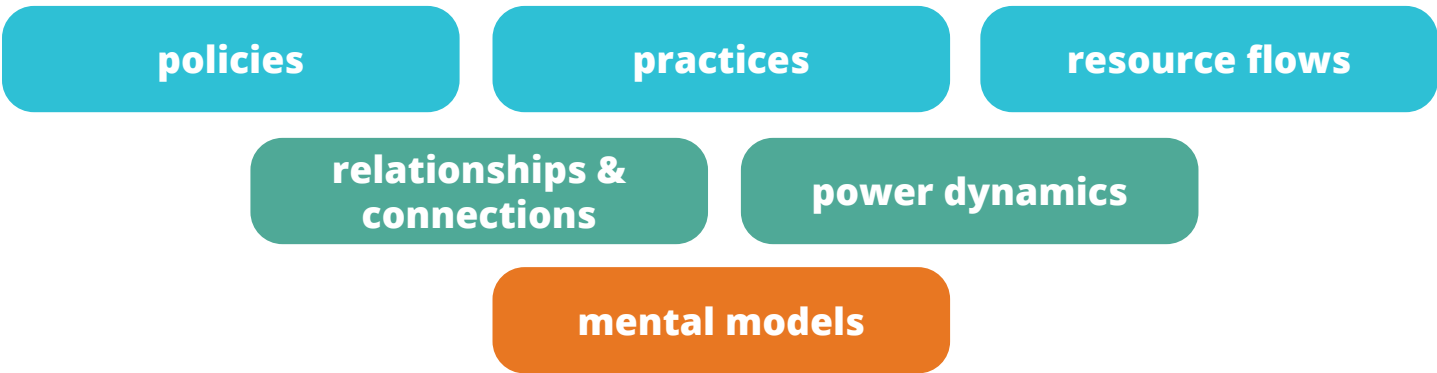 policies
practices
resource flows
relationships &
connections
power dynamics
mental models